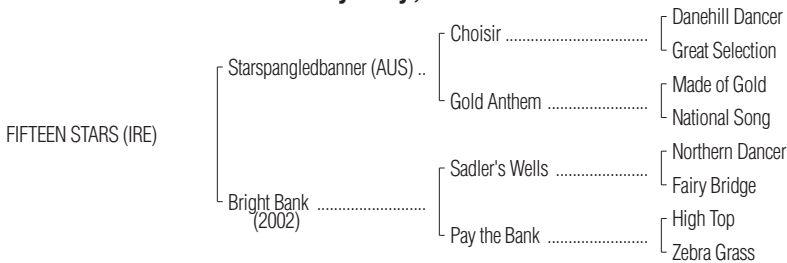 Danehill Dancer
Choisir ........................................
Great Selection
Starspangledbanner (AUS) ..
Made of Gold
Gold Anthem ............................
National Song
FIFTEEN STARS (IRE)
Northern Dancer
Sadler's Wells ..........................
Fairy Bridge
Bright Bank ..............................
(2002)
High Top
Pay the Bank ............................
Zebra Grass